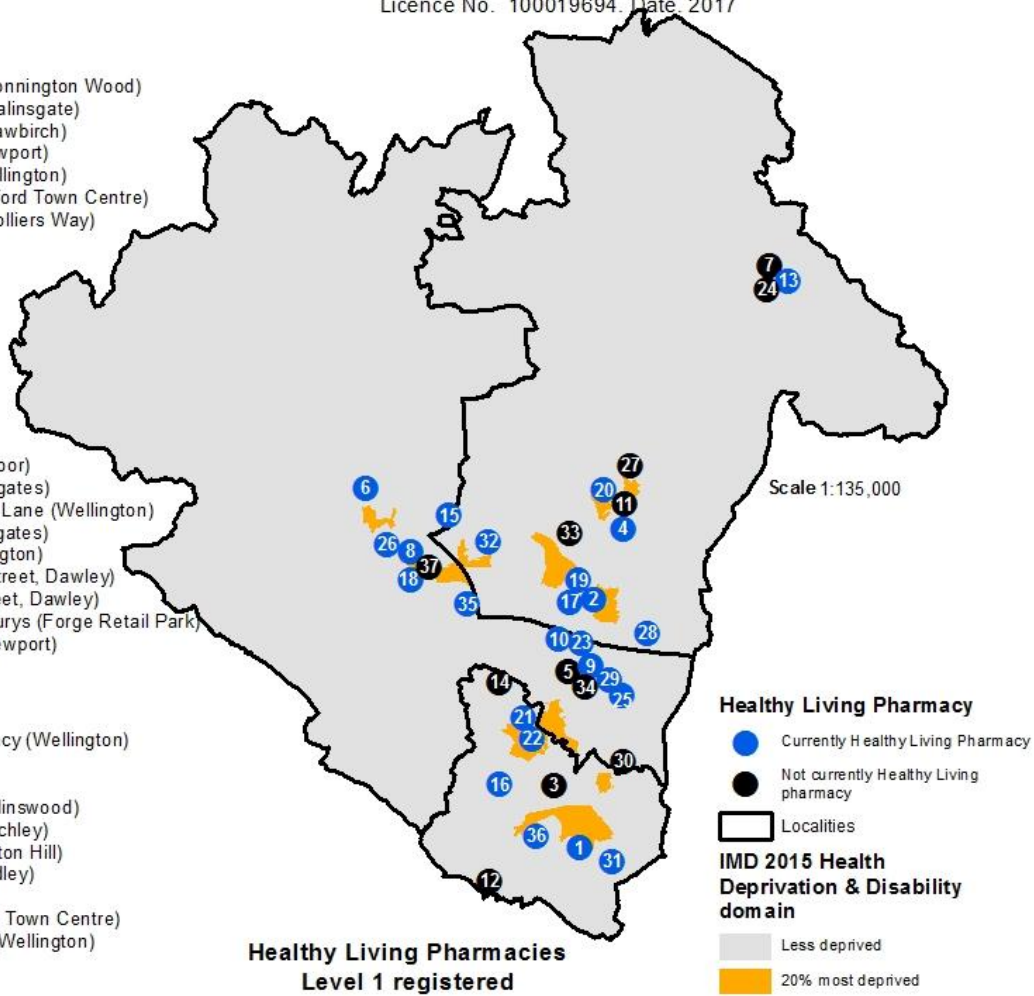 Licence No. 100019694. Date. 2017
onnington Wood)
alinsgate)
awbirch)
wport)
llington)
ord Town Centre)
olliers Way)
oor)
gates)
Lane (Wellington)
gates)
gton)
treet, Dawley)
eet, Dawley)
urys (Forge Retail Park)
ewport)
cy (Wellington)
linswood)
chley)
ton Hill)
dley)
Town Centre)
Wellington)
7
13
24
27
6
20
11
Scale 1:135,000
15
4
33
32
26
8
37
18
19
17
2
35
28
10
23
5
9
29
14
34
25
21
22
30
16
3
36
1
31
12
Healthy Living Pharmacy
Currently Healthy Living Pharmacy
Not currently Healthy Living
pharmacy
Localities
IMD 2015 Health
Deprivation & Disability
domain
Less deprived
20% most deprived
Healthy Living Pharmacies
Level 1 registered